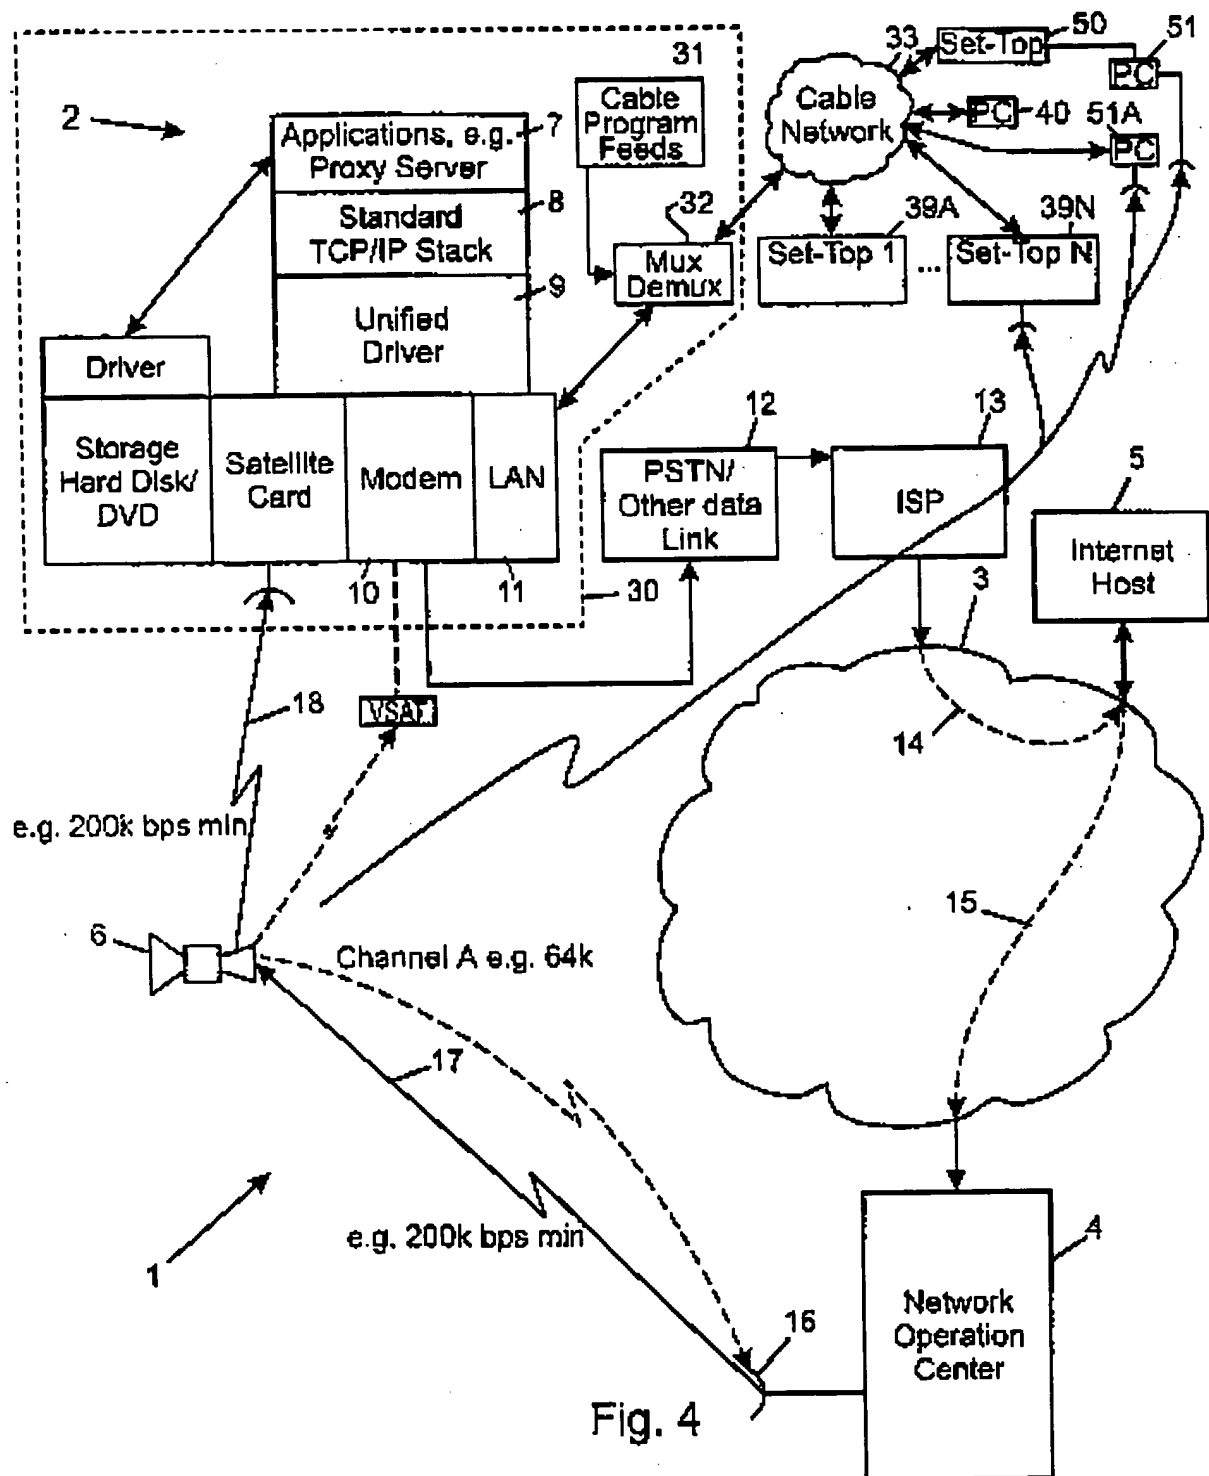 50
51
33
Set-Top
31
PC
Cable
Program
Feeds
Cable
Network
PC
40
51A
PC
2
Applications, e.g.
Proxy Server
7
8
Standard
TCP/IP Stack
32
39A
39N
Mux
Demux
Set-Top 1
...
Set-Top N
9
Unified
Driver
Driver
12
13
5
Storage
Hard Disk/
DVD
Satellite
Card
Modem
LAN
PSTN/
Other data
Link
ISP
Internet
Host
10
11
30
3
18
VSAT
14
e.g. 200k bps min
15
6
Channel A e.g. 64k
17
e.g. 200k bps min
1
4
Network
Operation
Center
16
Fig. 4